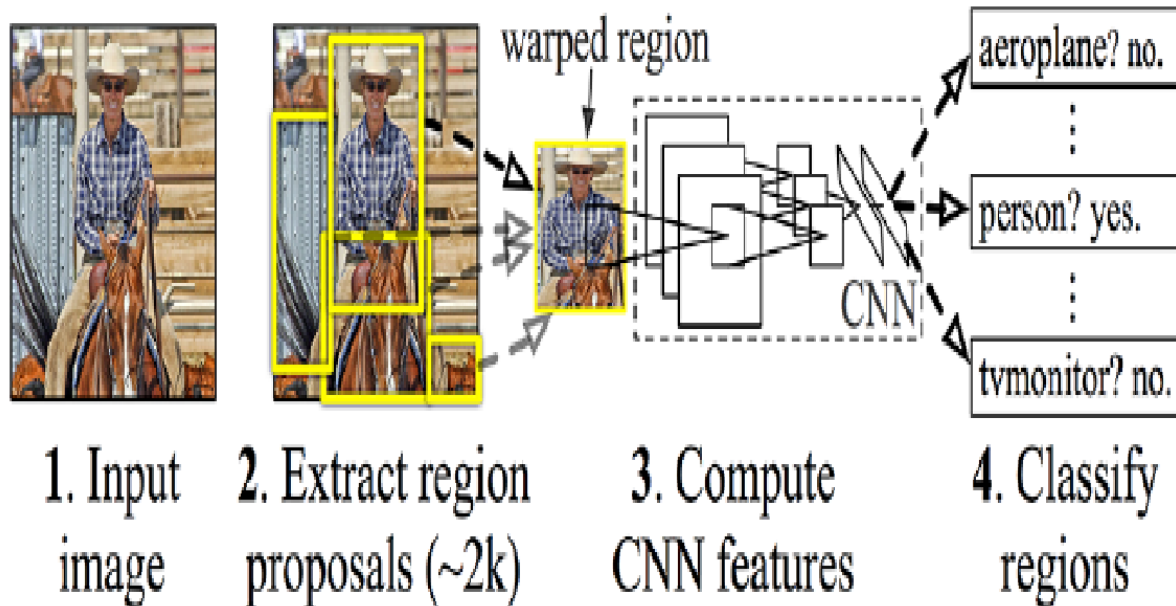 warped region
aeroplane? no.
person? yes.
CNN
tvmonitor? no.
1. Input
image
2. Extract region
proposals (~2k)
3. Compute
CNN features
4. Classify
regions